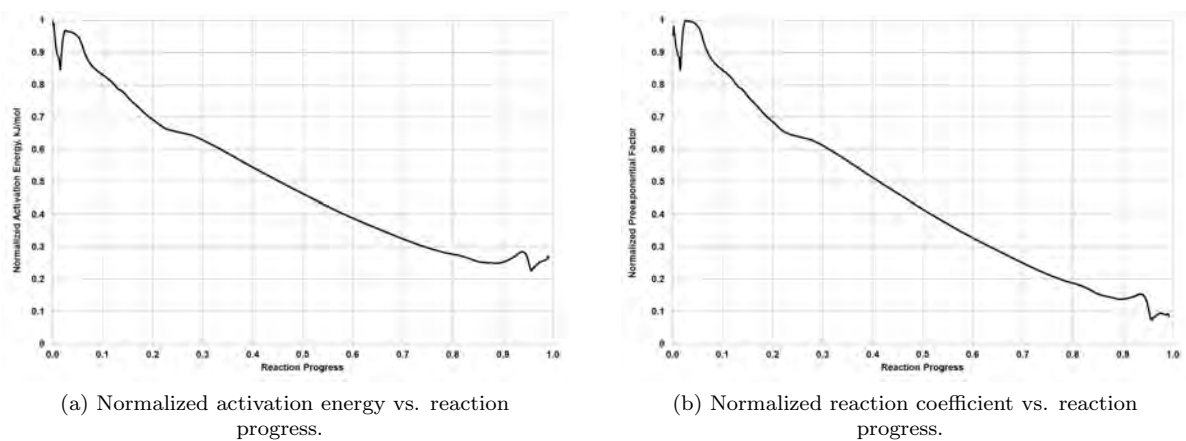 Normalized Activation Energy, kJ/mol
1
0.9
0.8
0.7
0.6
0.5
0.4
0.3
0.2
0.1
0
0.0 0.1 0.2 0.3 0.4 0.5 0.6 0.7 0.8 0.9 1.0
Reaction Progress
(a) Normalized activation energy vs. reaction
progress.
Normalized Preexponential Factor
1
0.9
0.8
0.7
0.6
0.5
0.4
0.3
0.2
0.1
0
0.0 0.1 0.2 0.3 0.4 0.5 0.6 0.7 0.8 0.9 1.0
Reaction Progress
(b) Normalized reaction coefficient vs. reaction
progress.